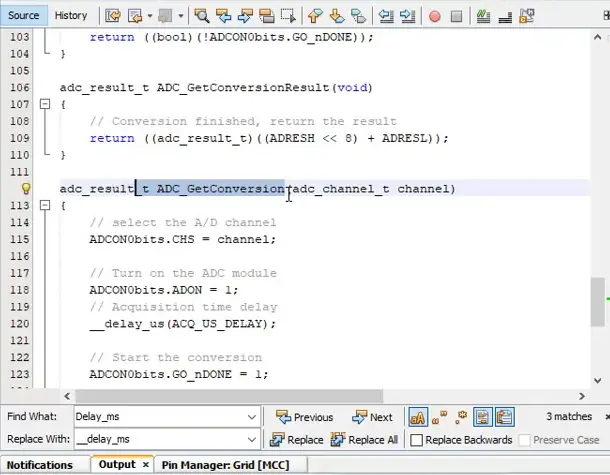 Source History
103 return ((bool)(!ADCON0bits.GO_nDONE));
104 }
105
106 adc_result_t ADC_GetConversionResult(void)
107 {
108 // Conversion finished, return the result
109 return ((adc_result_t)((ADRESH << 8) + ADRESL));
110 }
111
adc_result_t ADC_GetConversion(adc_channel_t channel)
113 {
114 // select the A/D channel
115 ADCON0bits.CHS = channel;
116
117 // Turn on the ADC module
118 ADCON0bits.ADON = 1;
119 // Acquisition time delay
120 __delay_us(ACQ_US_DELAY);
121
122 // Start the conversion
123 ADCON0bits.GO_nDONE = 1;
Find What: Delay_ms Previous Next 3 matches
Replace With: __delay_ms Replace Replace All Replace Backwards Preserve Case
Notifications Output × Pin Manager: Grid [MCC]